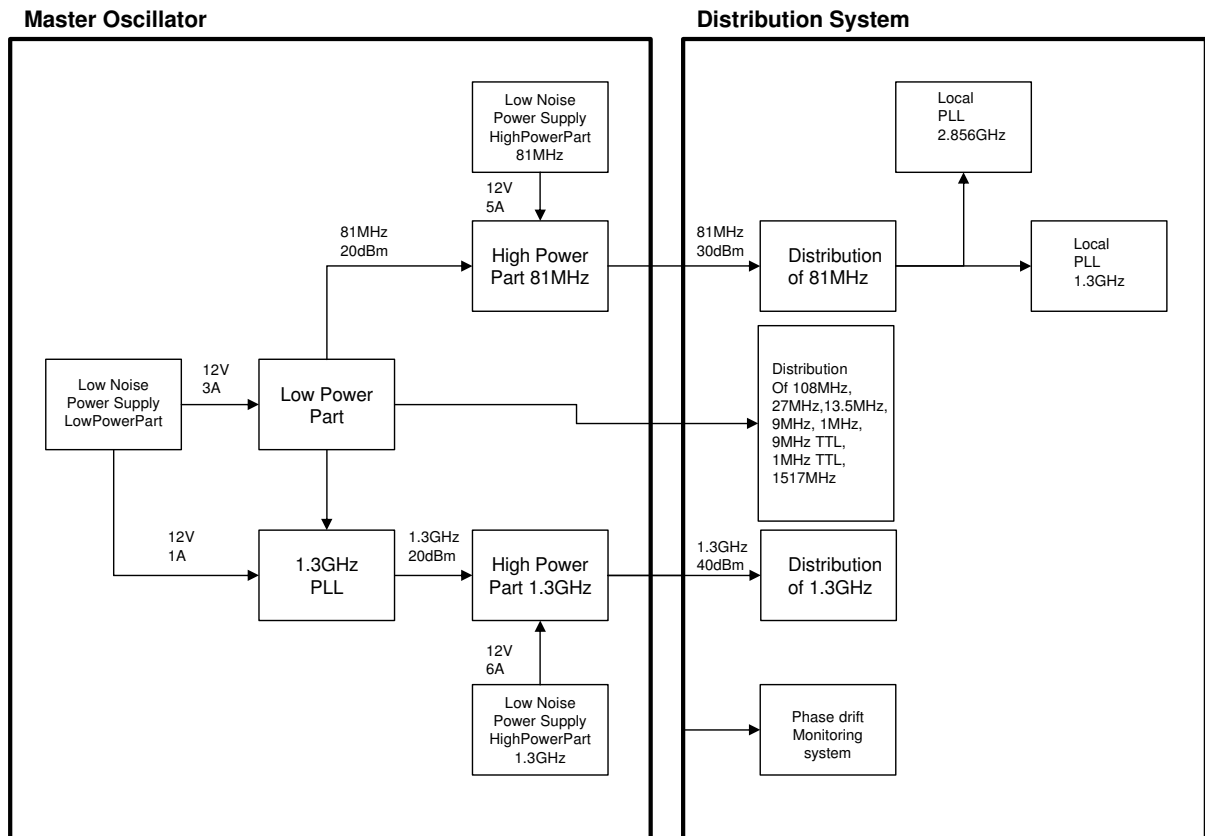 Master Oscillator
Distribution System
Low Noise
Power Supply
HighPowerPart
81MHz
12V
5A
81MHz
20dBm
High Power
Part 81MHz
81MHz
30dBm
Distribution
of 81MHz
Local
PLL
2.856GHz
Local
PLL
1.3GHz
Low Noise
Power Supply
LowPowerPart
12V
3A
Low Power
Part
Distribution
Of 108MHz,
27MHz,13.5MHz,
9MHz, 1MHz,
9MHz TTL,
1MHz TTL,
1517MHz
12V
1A
1.3GHz
PLL
1.3GHz
20dBm
High Power
Part 1.3GHz
1.3GHz
40dBm
Distribution
of 1.3GHz
12V
6A
Low Noise
Power Supply
HighPowerPart
1.3GHz
Phase drift
Monitoring
system